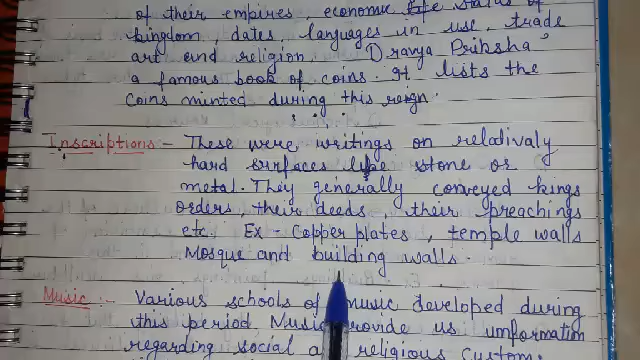 of their empires, economic life status of
kingdom, dates, languages in use, trade
art and religion. Dravya Priksha
a famous book of coins. It lists the
coins minted during this reign.
Inscriptions - These were writings on relativaly
hard surfaces like stone or
metal. They generally conveyed kings
orders, their deeds, their preachings
etc. Ex - Copper plates, temple walls
Mosque and building walls.
Music :- Various schools of music developed during
this period Music provide us information
regarding social religious custom